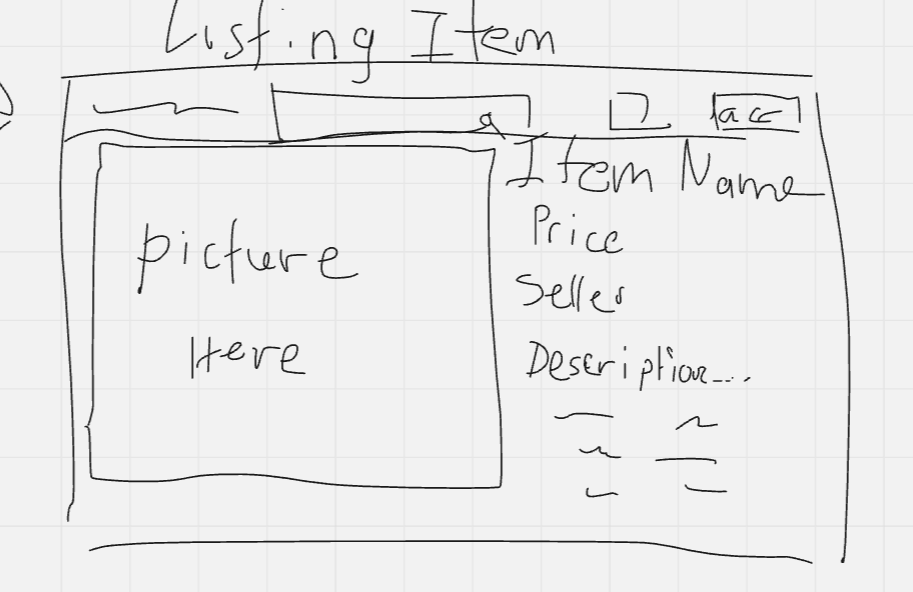 Listing Item
acc
Item Name
Price
Seller
Description...
picture
Here